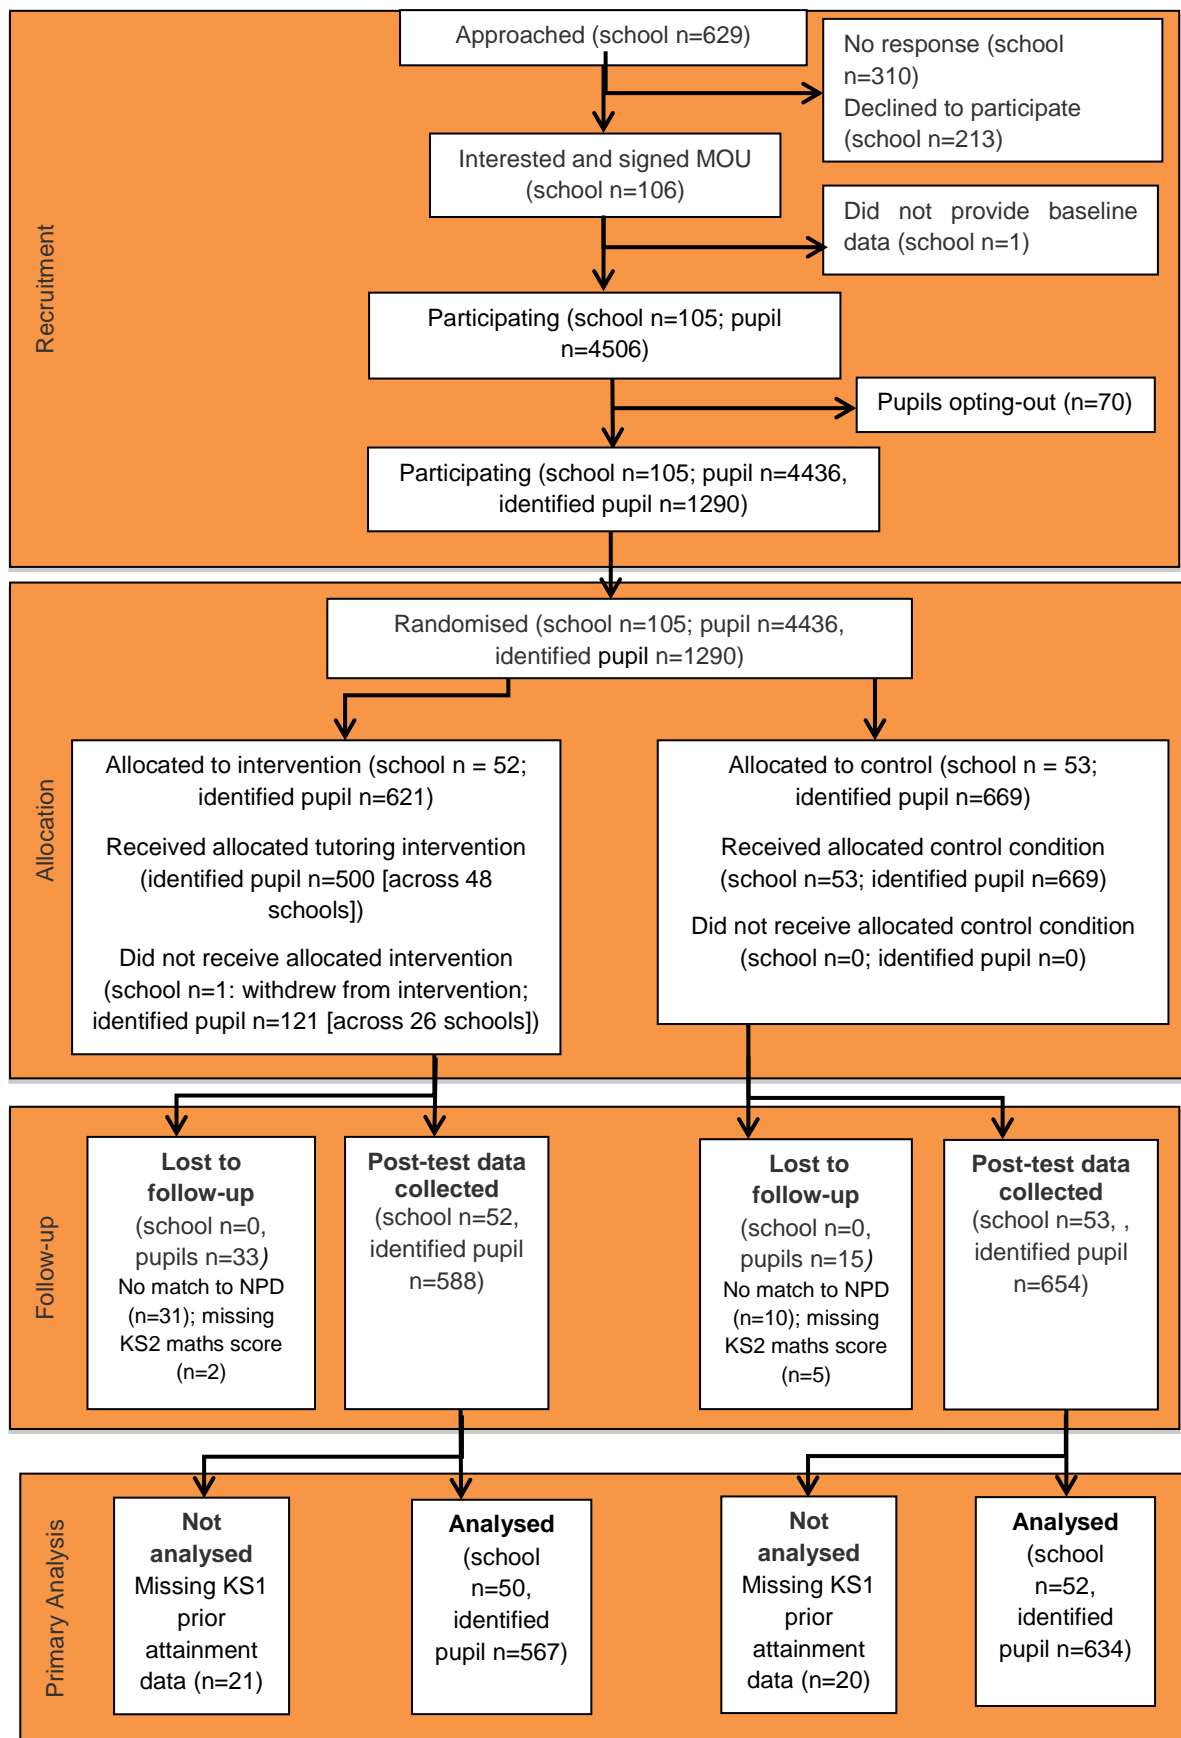 Approached (school n=629)
No response (school
n=310)
Declined to participate
(school n=213)
Interested and signed MOU
(school n=106)
Did not provide baseline
data (school n=1)
Recruitment
Participating (school n=105; pupil
n=4506)
Pupils opting-out (n=70)
Participating (school n=105; pupil n=4436,
identified pupil n=1290)
Randomised (school n=105; pupil n=4436,
identified pupil n=1290)
Allocation
Allocated to intervention (school n = 52;
identified pupil n=621)
Received allocated tutoring intervention
(identified pupil n=500 [across 48
schools])
Did not receive allocated intervention
(school n=1: withdrew from intervention;
identified pupil n=121 [across 26 schools])
Allocated to control (school n = 53;
identified pupil n=669)
Received allocated control condition
(school n=53; identified pupil n=669)
Did not receive allocated control condition
(school n=0; identified pupil n=0)
Follow-up
Lost to
follow-up
(school n=0,
pupils n=33)
No match to NPD
(n=31); missing
KS2 maths score
(n=2)
Post-test data
collected
(school n=52,
identified pupil
n=588)
Lost to
follow-up
(school n=0,
pupils n=15)
No match to NPD
(n=10); missing
KS2 maths score
(n=5)
Post-test data
collected
(school n=53, ,
identified pupil
n=654)
Primary Analysis
Not
analysed
Missing KS1
prior
attainment
data (n=21)
Analysed
(school
n=50,
identified
pupil n=567)
Not
analysed
Missing KS1
prior
attainment
data (n=20)
Analysed
(school
n=52,
identified
pupil n=634)